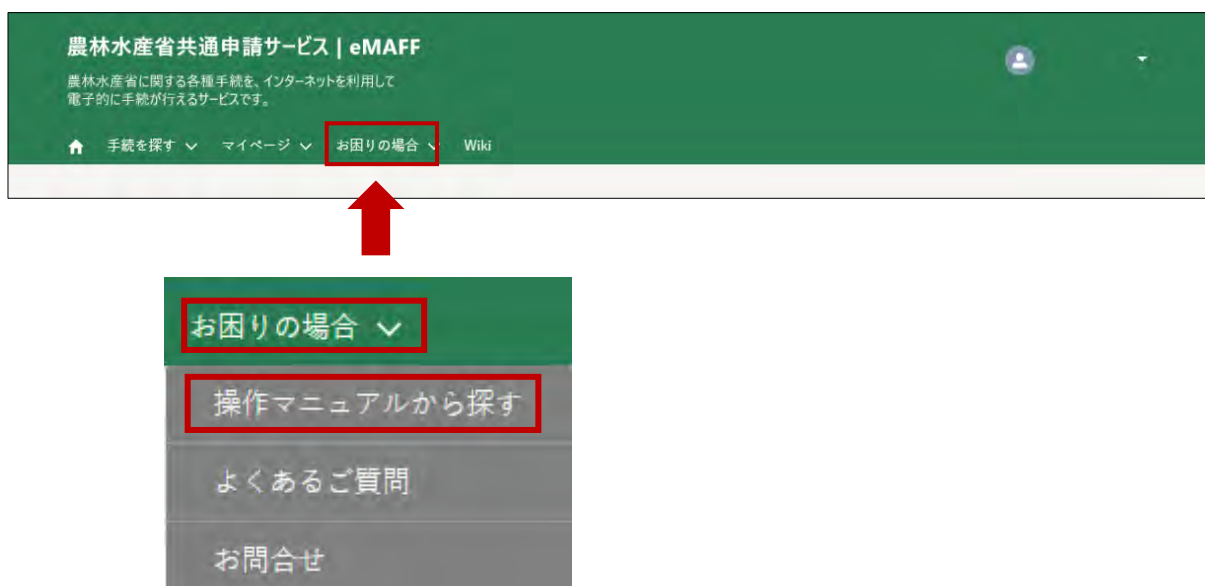 農林水産省共通申請サービス | eMAFF
農林水産省に関する各種手続を、インターネットを利用して
電子的に手続が行えるサービスです。
手続を探す マイページ お困りの場合 Wiki
お困りの場合
操作マニュアルから探す
よくあるご質問
お問合せ